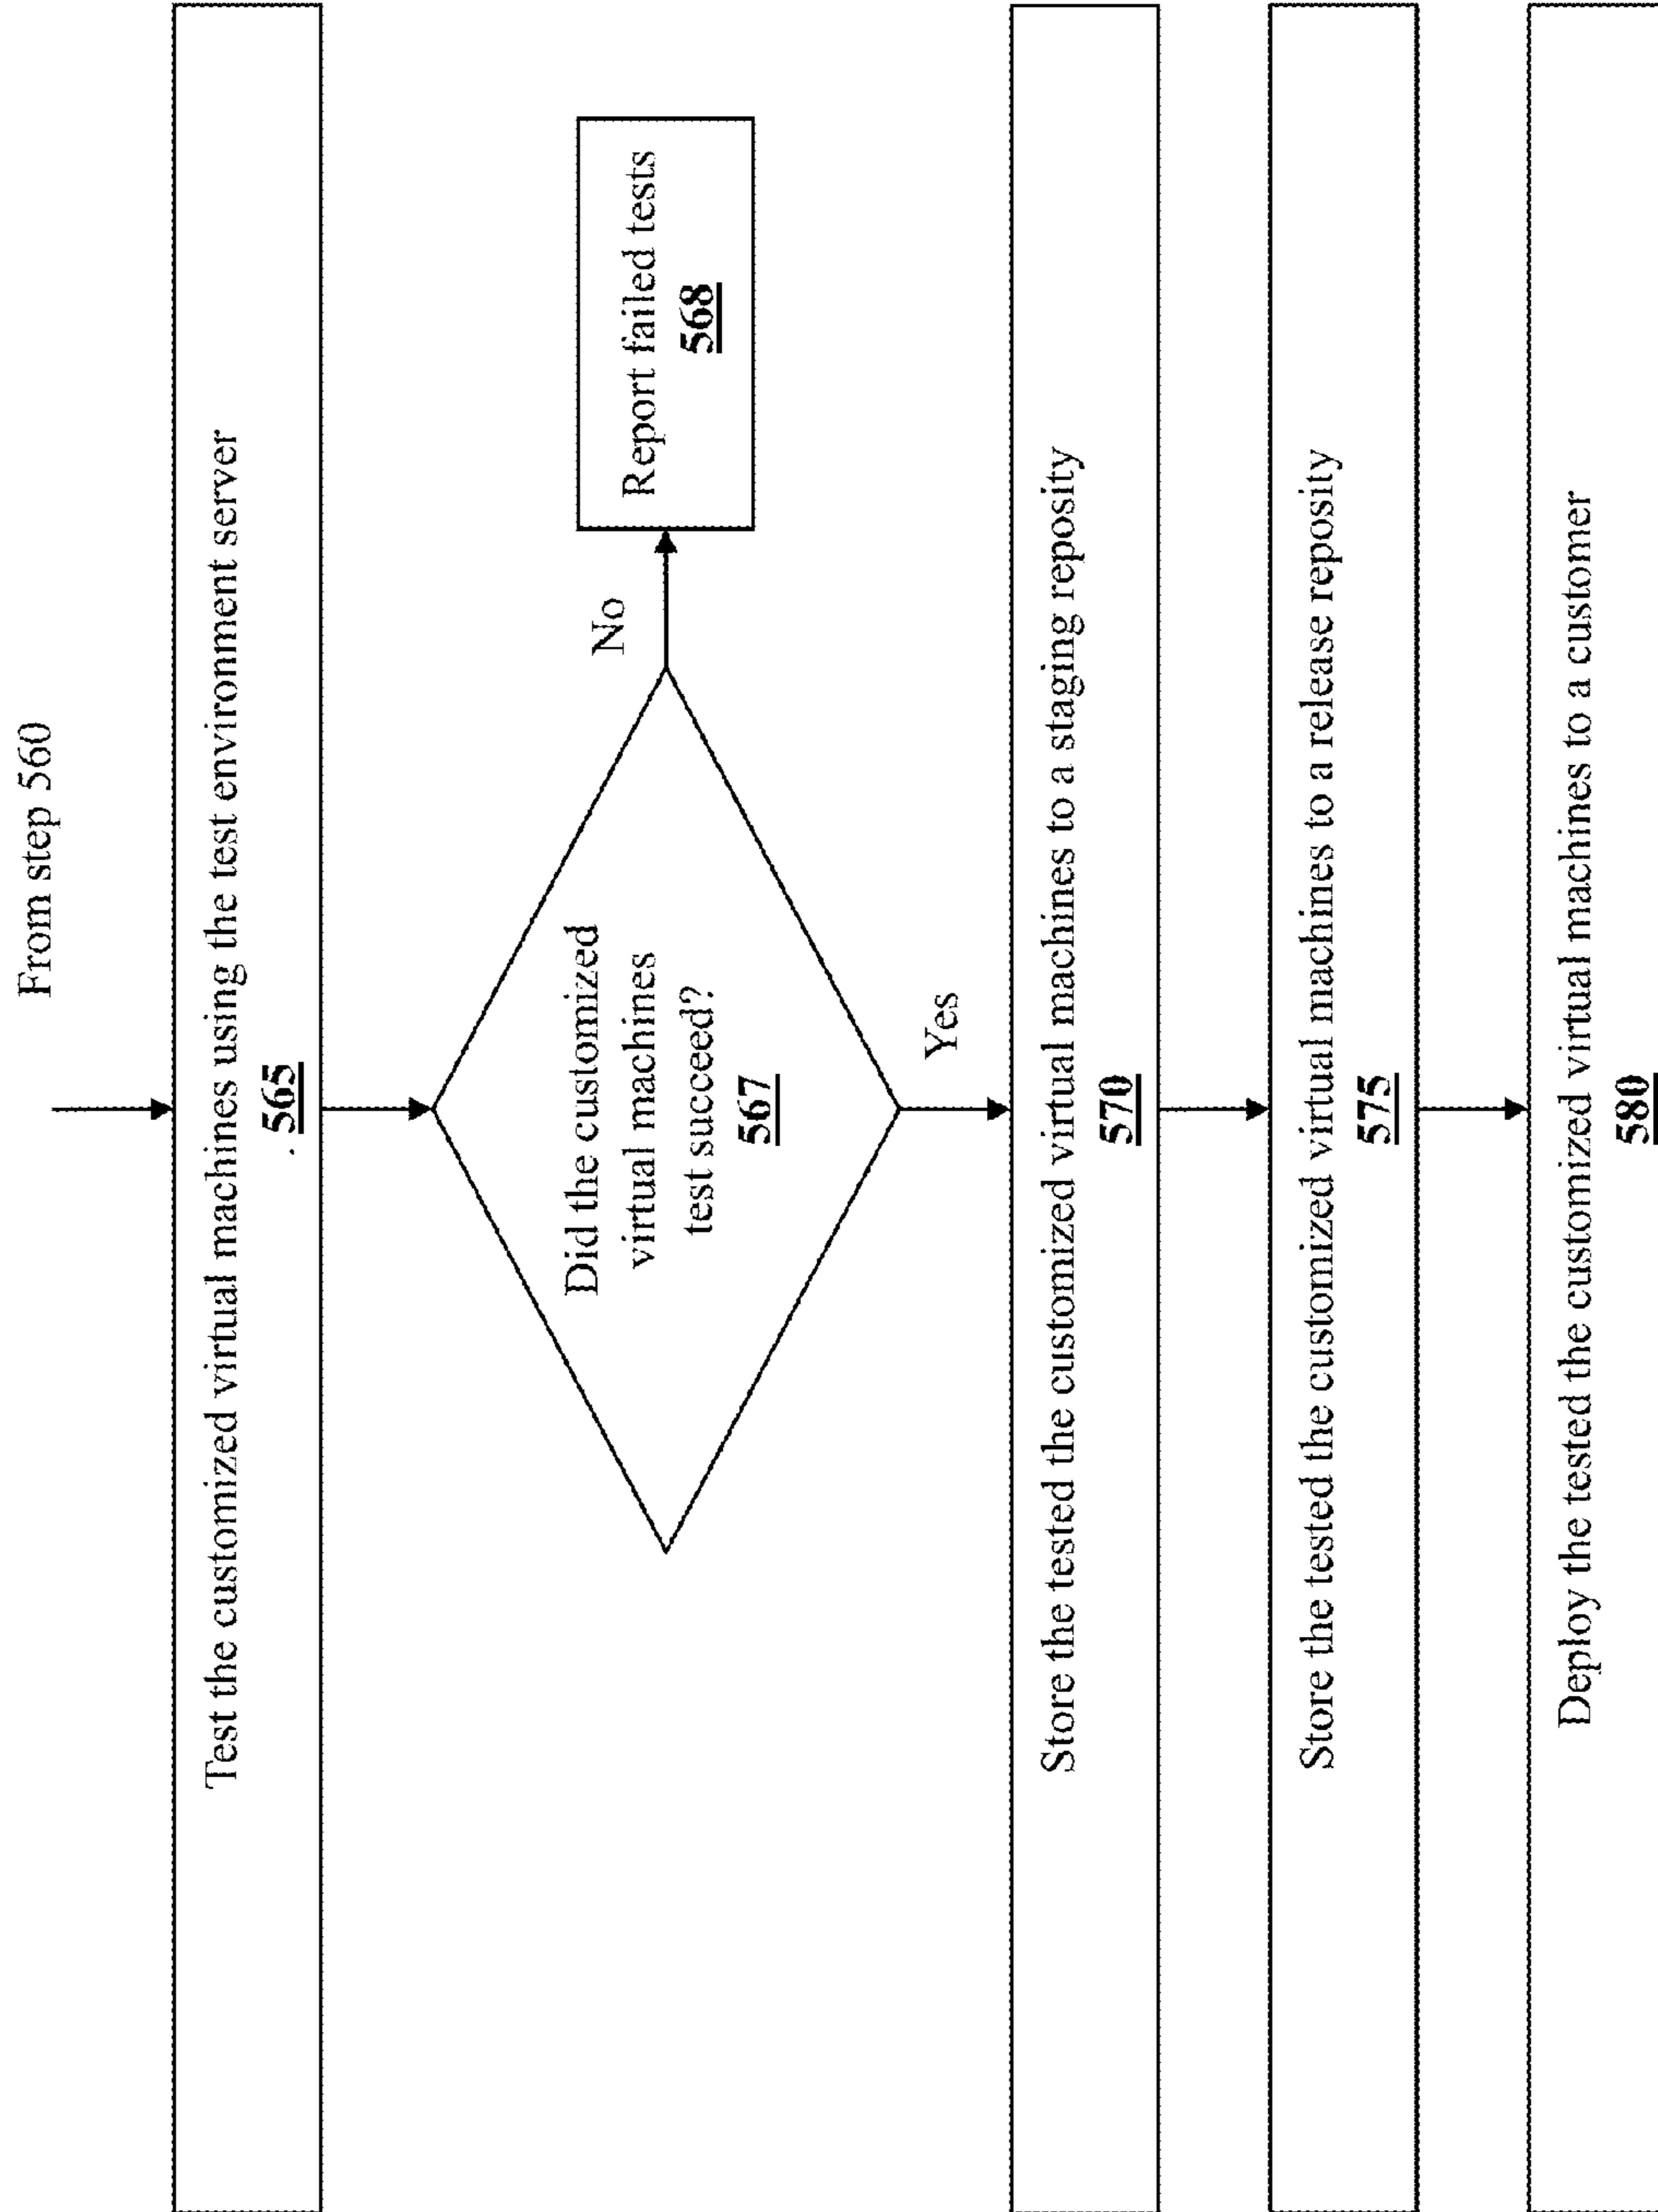 From step 560
Test the customized virtual machines using the test environment server
565
Did the customized
virtual machines
test succeed?
567
No
Report failed tests
568
Yes
Store the tested the customized virtual machines to a staging reposity
570
Store the tested the customized virtual machines to a release reposity
575
Deploy the tested the customized virtual machines to a customer
580